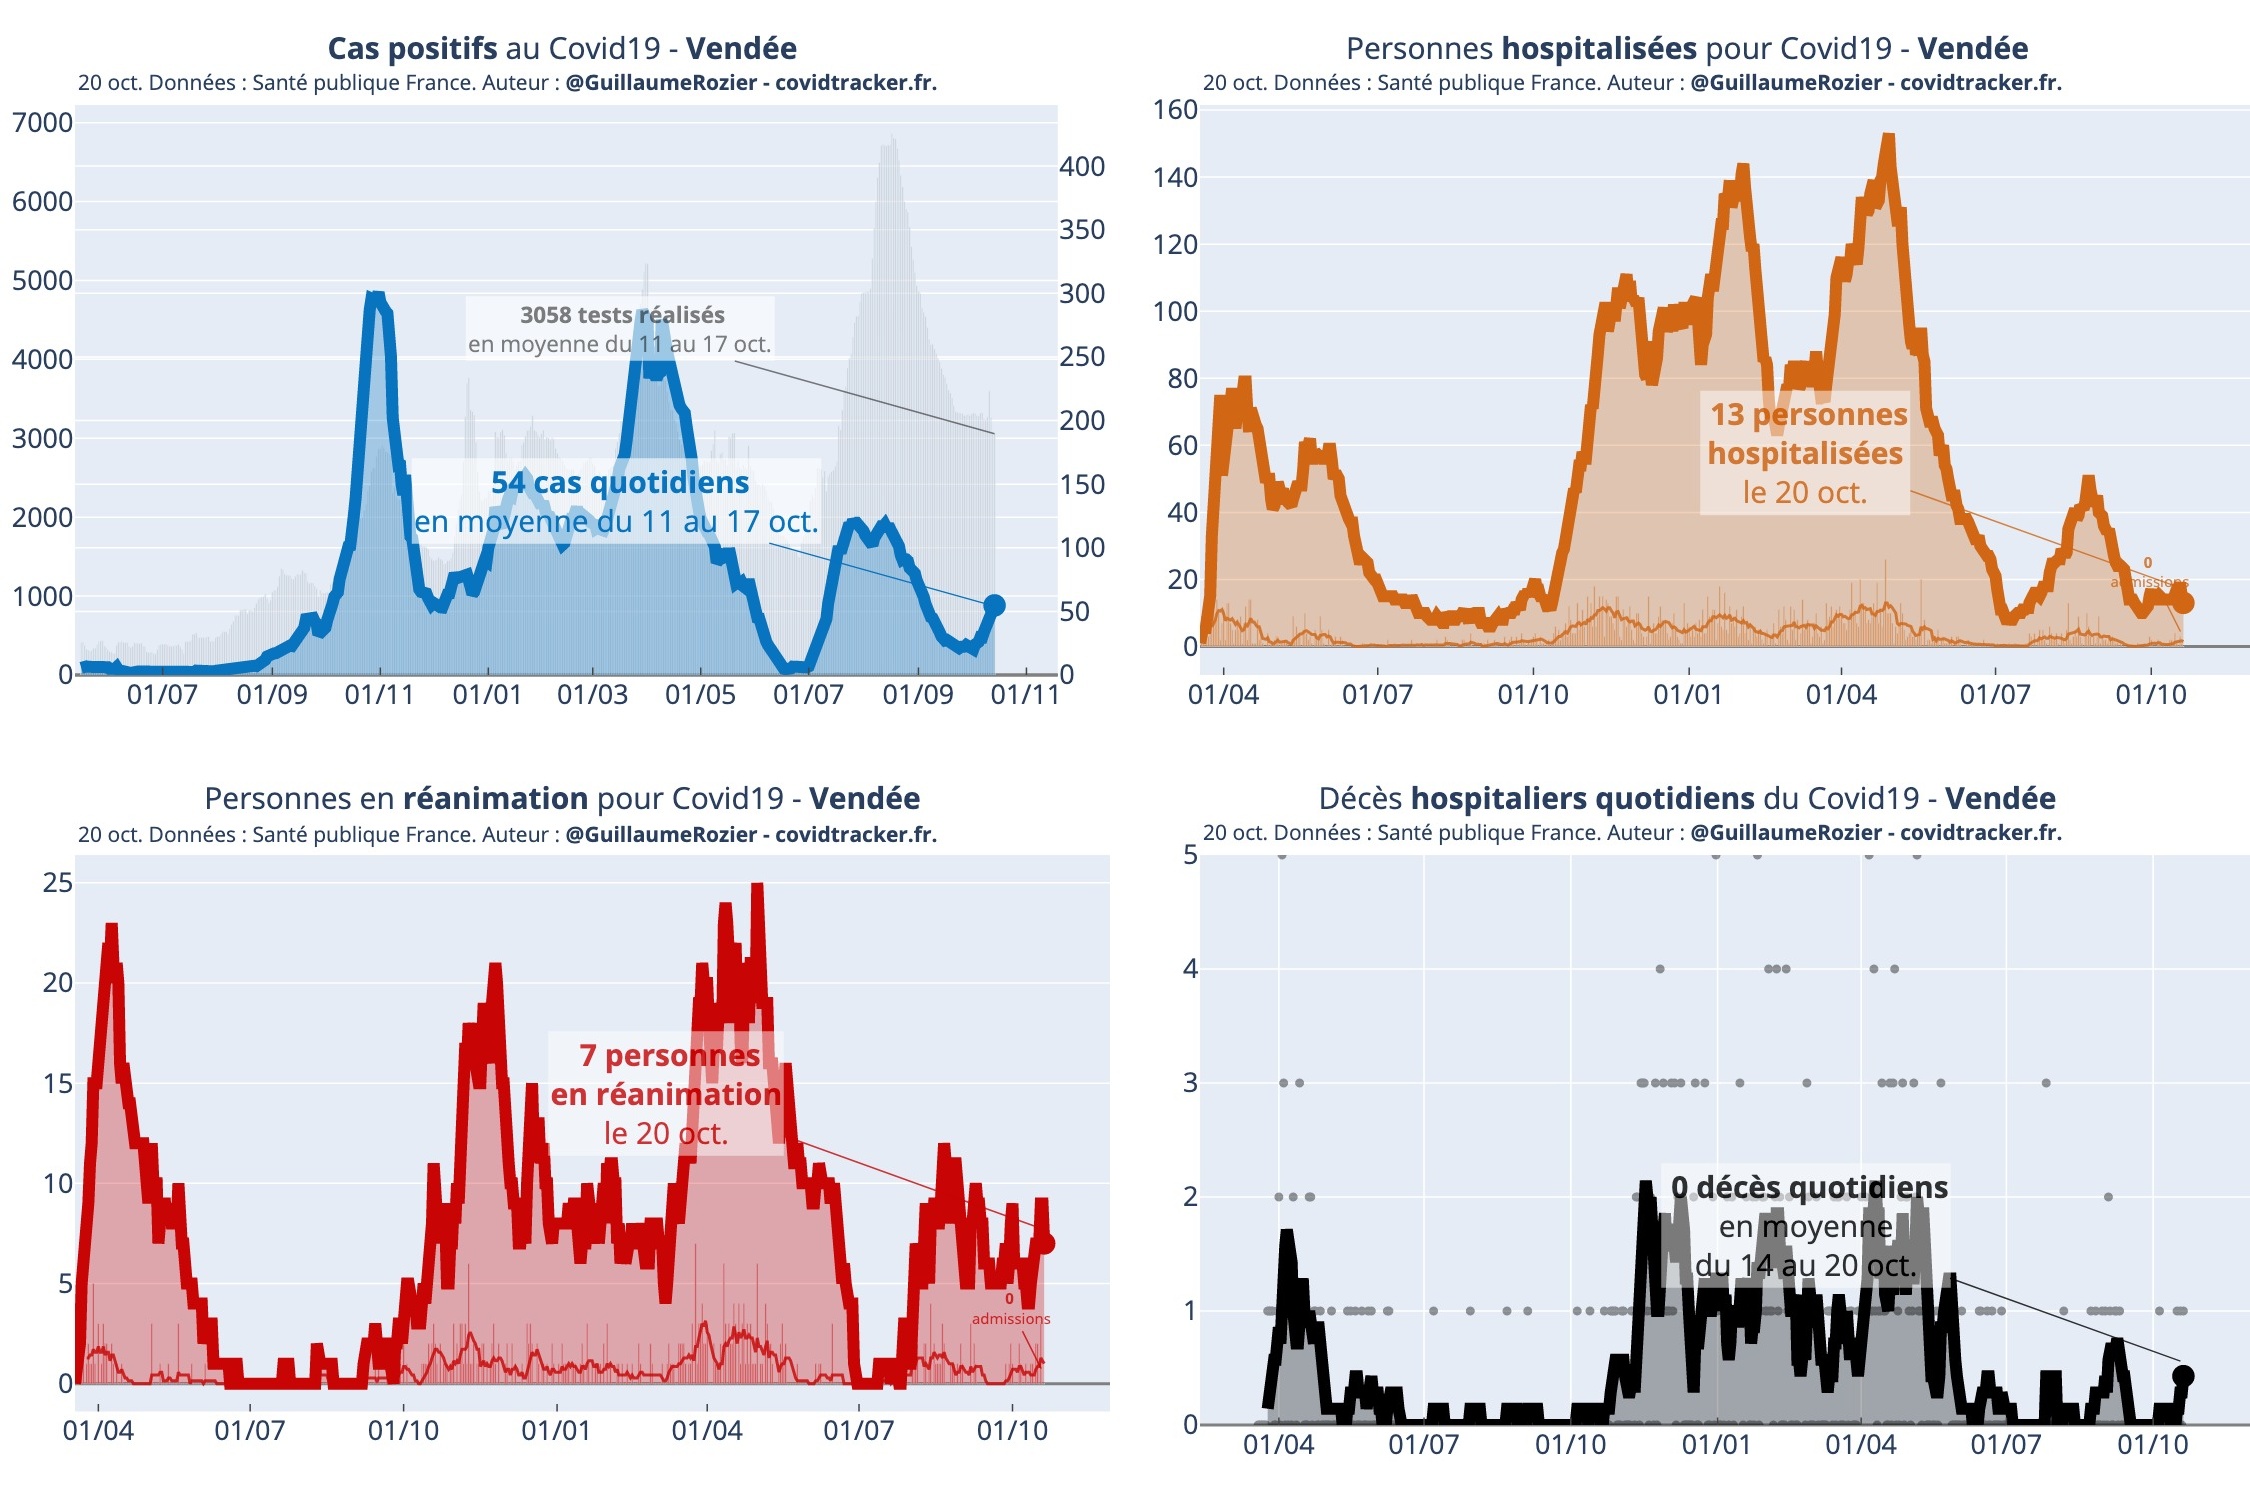 Cas positifs au Covid19 - Vendée
20 oct. Données : Santé publique France. Auteur : @GuillaumeRozier - covidtracker.fr.
7000
6000
5000
4000
3000
2000
1000
0
400
350
300
250
200
150
100
50
0
3058 tests réalisés
en moyenne du 11 au 17 oct.
54 cas quotidiens
en moyenne du 11 au 17 oct.
01/07 01/09 01/11 01/01 01/03 01/05 01/07 01/09 01/11
Personnes hospitalisées pour Covid19 - Vendée
20 oct. Données : Santé publique France. Auteur : @GuillaumeRozier - covidtracker.fr.
160
140
120
100
80
60
40
20
0
13 personnes
hospitalisées
le 20 oct.
0
admissions
01/04 01/07 01/10 01/01 01/04 01/07 01/10
Personnes en réanimation pour Covid19 - Vendée
20 oct. Données : Santé publique France. Auteur : @GuillaumeRozier - covidtracker.fr.
25
20
15
10
5
0
7 personnes
en réanimation
le 20 oct.
0
admissions
01/04 01/07 01/10 01/01 01/04 01/07 01/10
Décès hospitaliers quotidiens du Covid19 - Vendée
20 oct. Données : Santé publique France. Auteur : @GuillaumeRozier - covidtracker.fr.
5
4
3
2
1
0
0 décès quotidiens
en moyenne
du 14 au 20 oct.
01/04 01/07 01/10 01/01 01/04 01/07 01/10